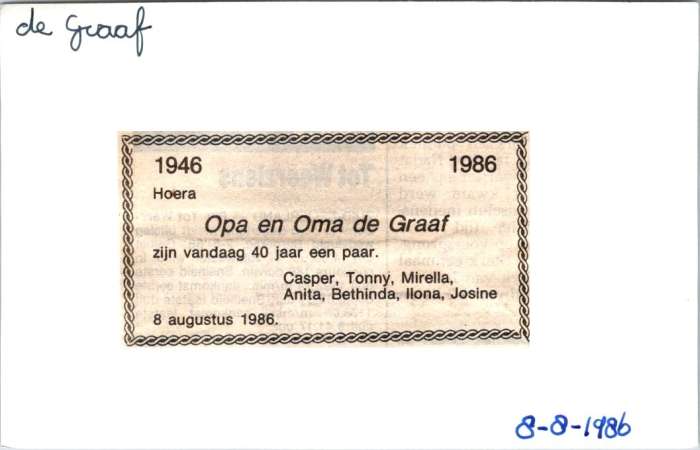 de Graaf
1946 1986
Hoera
Opa en Oma de Graaf
zijn vandaag 40 jaar een paar.
Casper, Tonny, Mirella,
Anita, Bethinda, Ilona, Josine
8 augustus 1986.
8-8-1986